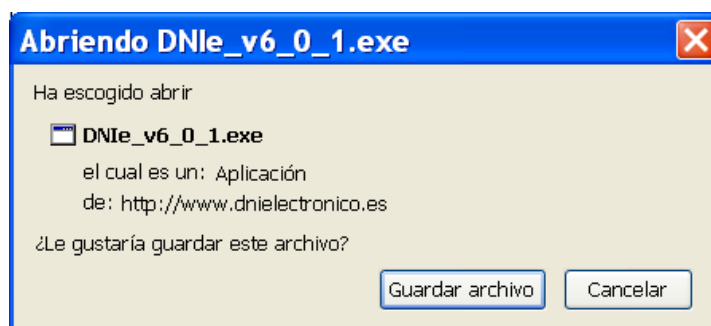 Abriendo DNIe_v6_0_1.exe
Ha escogido abrir
DNIe_v6_0_1.exe
el cual es un: Aplicación
de: http://www.dnielectronico.es
¿Le gustaría guardar este archivo?
Guardar archivo Cancelar